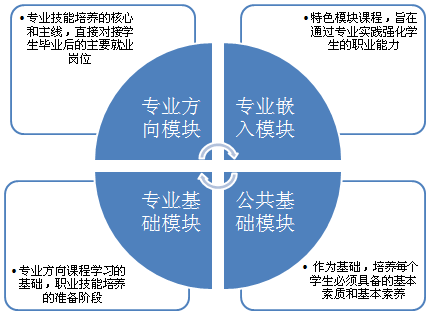 • 专业技能培养的核心
和主线，直接对接学
生毕业后的主要就业
岗位
• 特色模块课程，旨在
通过专业实践强化学
生的职业能力
专业方
向模块
专业嵌
入模块
专业基
础模块
公共基
础模块
• 专业方向课程学习的
基础，职业技能培养
的准备阶段
• 作为基础，培养每个
学生必须具备的基本
素质和基本素养